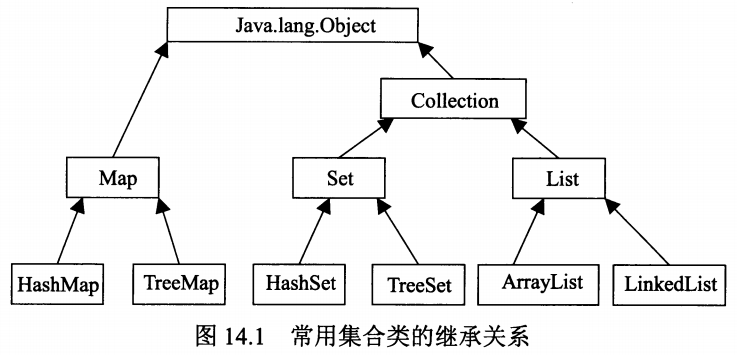 Java.lang.Object
Collection
Map
Set
List
HashMap
TreeMap
HashSet
TreeSet
ArrayList
LinkedList
图 14.1 常用集合类的继承关系